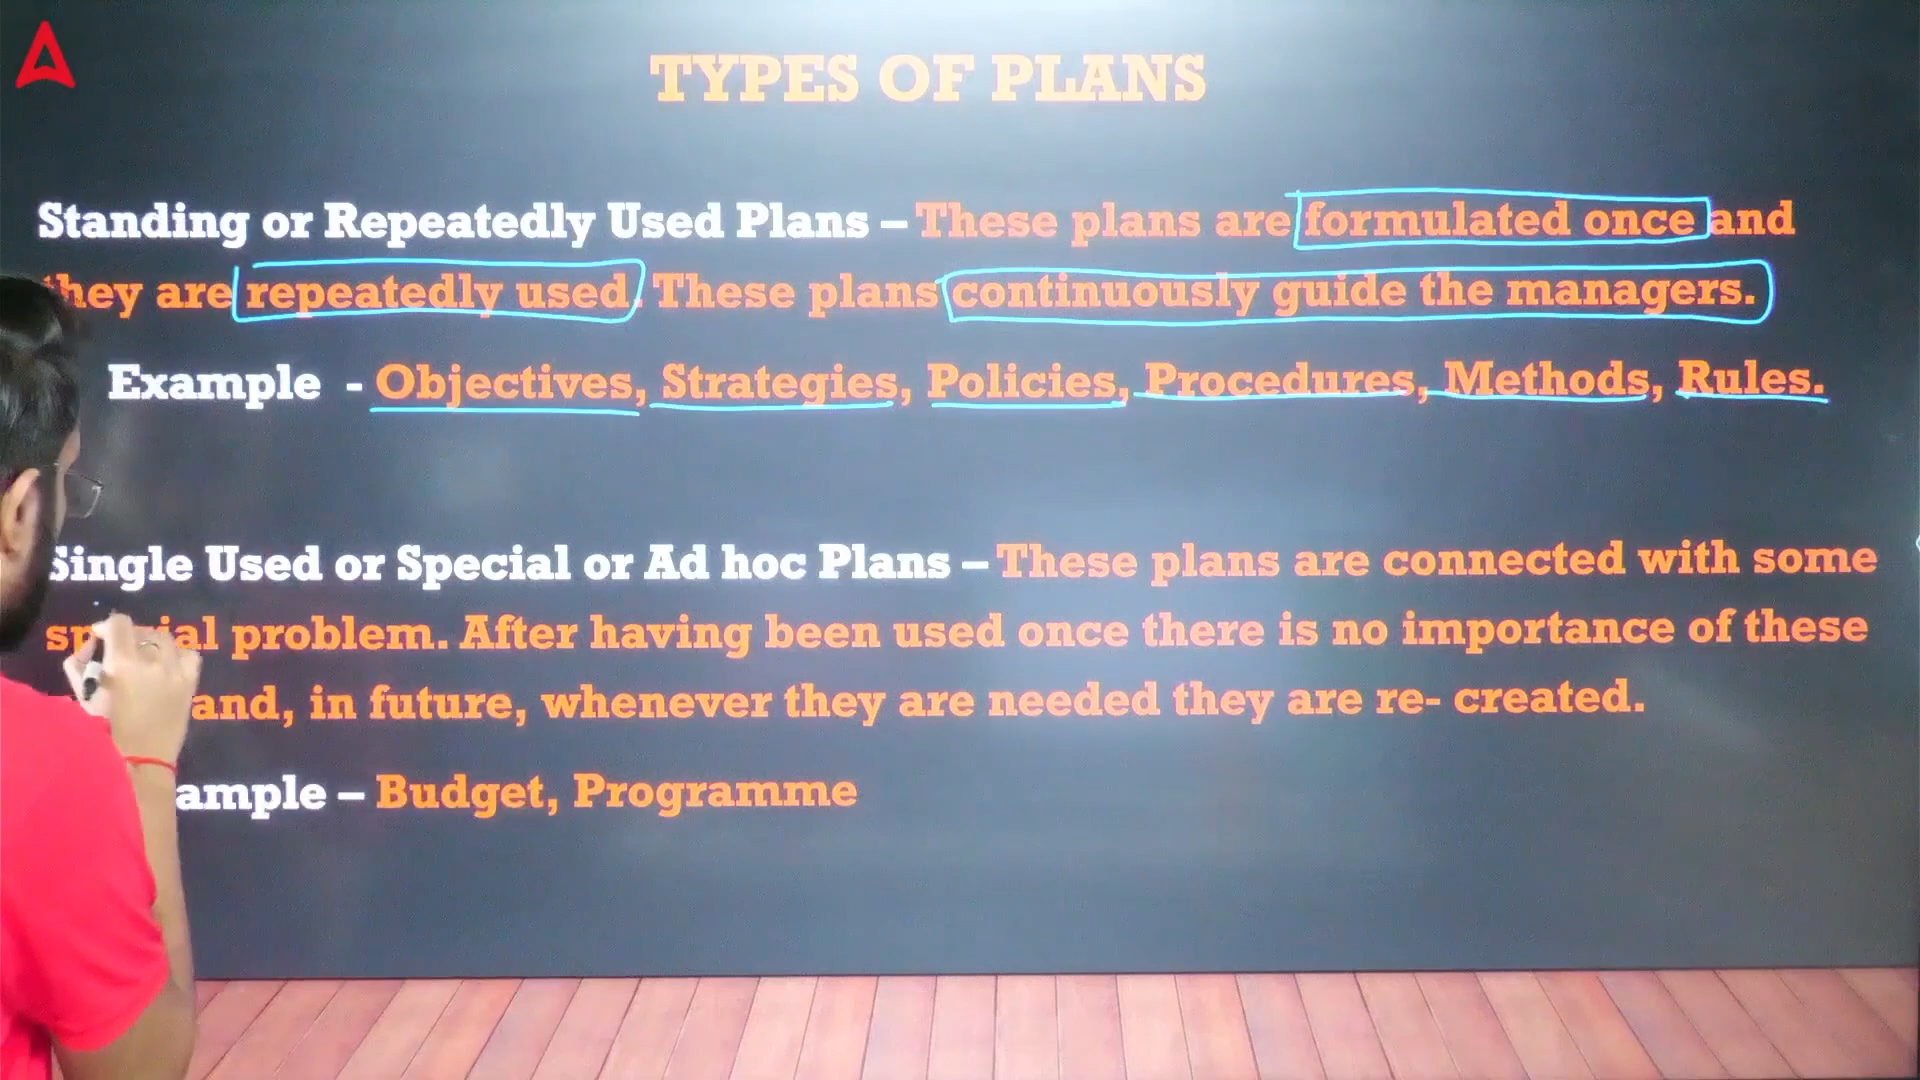 TYPES OF PLANS
Standing or Repeatedly Used Plans – These plans are formulated once and
they are repeatedly used. These plans continuously guide the managers.
Example - Objectives, Strategies, Policies, Procedures, Methods, Rules.
Single Used or Special or Ad hoc Plans – These plans are connected with some
problem. After having been used once there is no importance of these
and, in future, whenever they are needed they are re- created.
– Budget, Programme